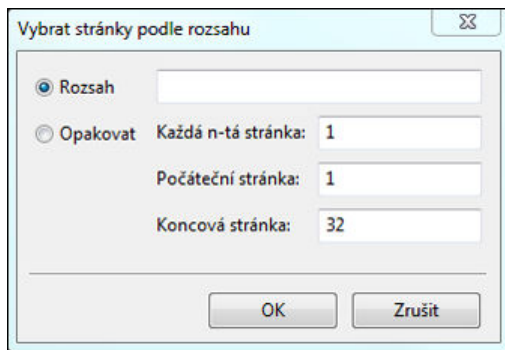 Vybrat stránky podle rozsahu
Rozsah
Opakovat Každá n-tá stránka: 1
Počáteční stránka: 1
Koncová stránka: 32
OK Zrušit